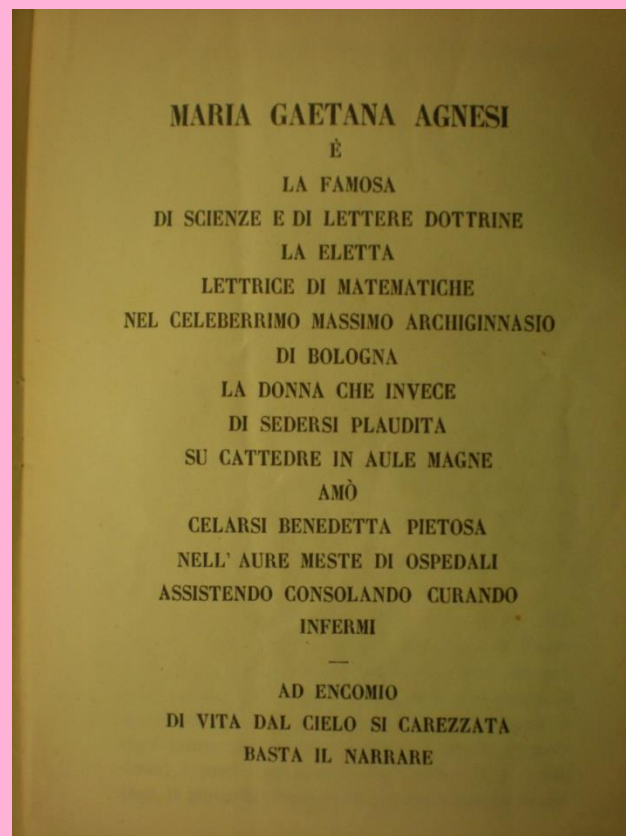 MARIA GAETANA AGNESI
È
LA FAMOSA
DI SCIENZE E DI LETTERE DOTTRINE
LA ELETTA
LETTRICE DI MATEMATICHE
NEL CELEBERRIMO MASSIMO ARCHIGINNASIO
DI BOLOGNA
LA DONNA CHE INVECE
DI SEDERSI PLAUDITA
SU CATTEDRE IN AULE MAGNE
AMÒ
CELARSI BENEDETTA PIETOSA
NELL' AURE MESTE DI OSPEDALI
ASSISTENDO CONSOLANDO CURANDO
INFERMI
—
AD ENCOMIO
DI VITA DAL CIELO SI CAREZZATA
BASTA IL NARRARE